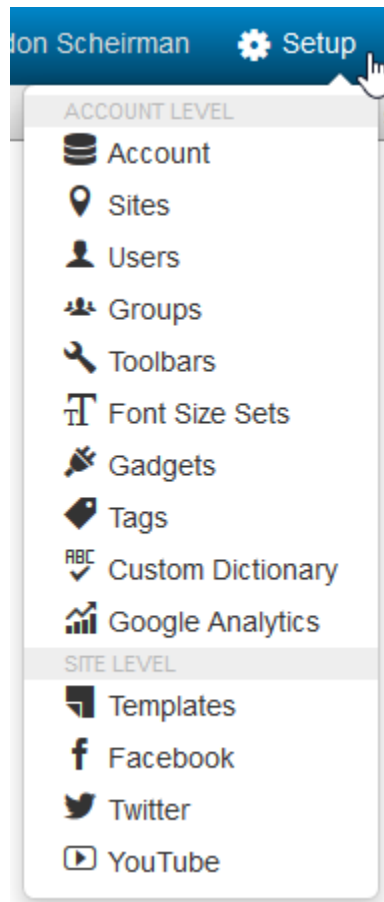 don Scheirman Setup
ACCOUNT LEVEL
Account
Sites
Users
Groups
Toolbars
Font Size Sets
Gadgets
Tags
ABC Custom Dictionary
Google Analytics
SITE LEVEL
Templates
Facebook
Twitter
YouTube